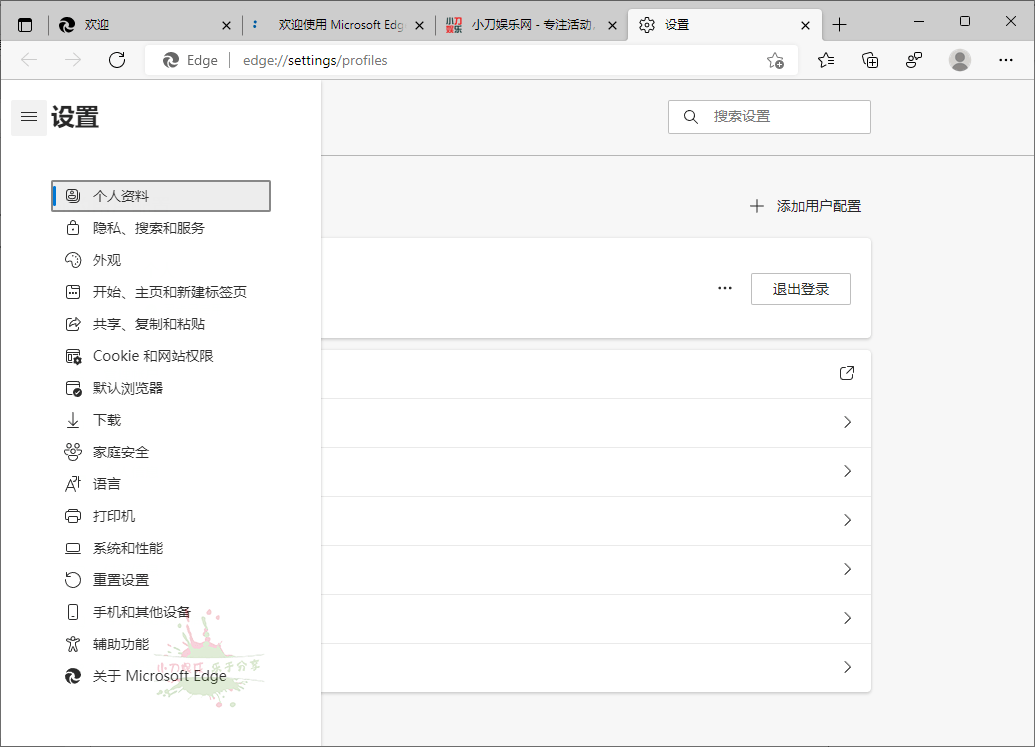 欢迎
欢迎使用 Microsoft Edg
小刀娱乐网 - 专注活动
设置
Edge
edge://settings/profiles
设置
搜索设置
个人资料
添加用户配置
隐私、搜索和服务
外观
开始、主页和新建标签页
退出登录
共享、复制和粘贴
Cookie 和网站权限
默认浏览器
下载
家庭安全
语言
打印机
系统和性能
重置设置
手机和其他设备
辅助功能
小刀娱乐 乐于分享
关于 Microsoft Edge